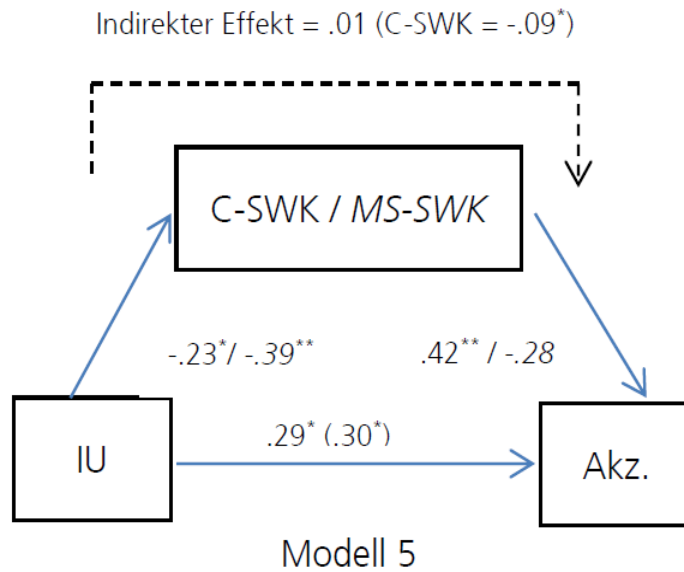 Indirekter Effekt = .01 (C-SWK = -.09*)
C-SWK / MS-SWK
-.23*/ -.39**
.42** / -.28
IU
.29* (.30*)
Akz.
Modell 5